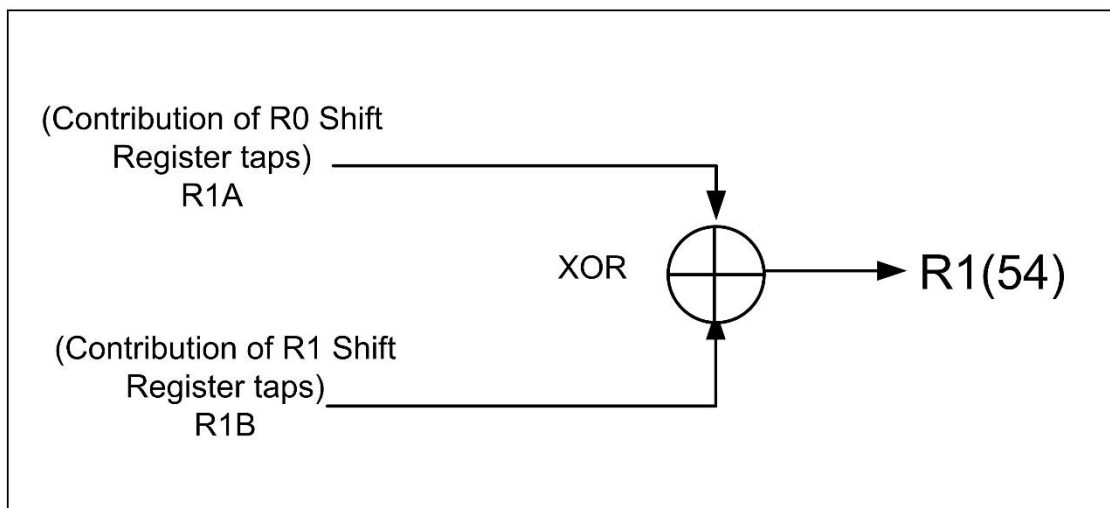 (Contribution of R0 Shift
Register taps)
R1A
XOR
R1(54)
(Contribution of R1 Shift
Register taps)
R1B